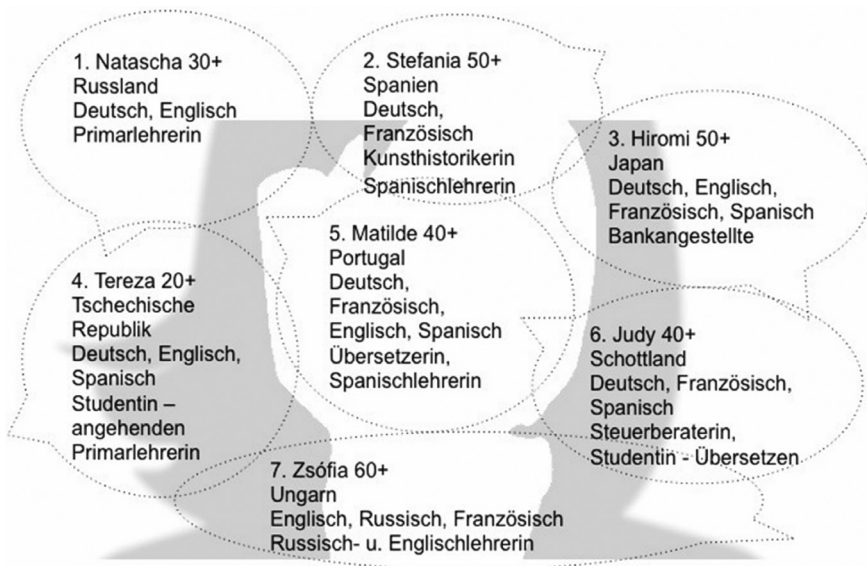 1. Natascha 30+
Russland
Deutsch, Englisch
Primarlehrerin
2. Stefania 50+
Spanien
Deutsch,
Französisch
Kunsthistorikerin
Spanischlehrerin
3. Hiromi 50+
Japan
Deutsch, Englisch,
Französisch, Spanisch
Bankangestellte
4. Tereza 20+
Tschechische
Republik
Deutsch, Englisch,
Spanisch
Studentin –
angehenden
Primarlehrerin
5. Matilde 40+
Portugal
Deutsch,
Französisch,
Englisch, Spanisch
Übersetzerin,
Spanischlehrerin
6. Judy 40+
Schottland
Deutsch, Französisch,
Spanisch
Steuerberaterin,
Studentin - Übersetzen
7. Zsófia 60+
Ungarn
Englisch, Russisch, Französisch
Russisch- u. Englischlehrerin